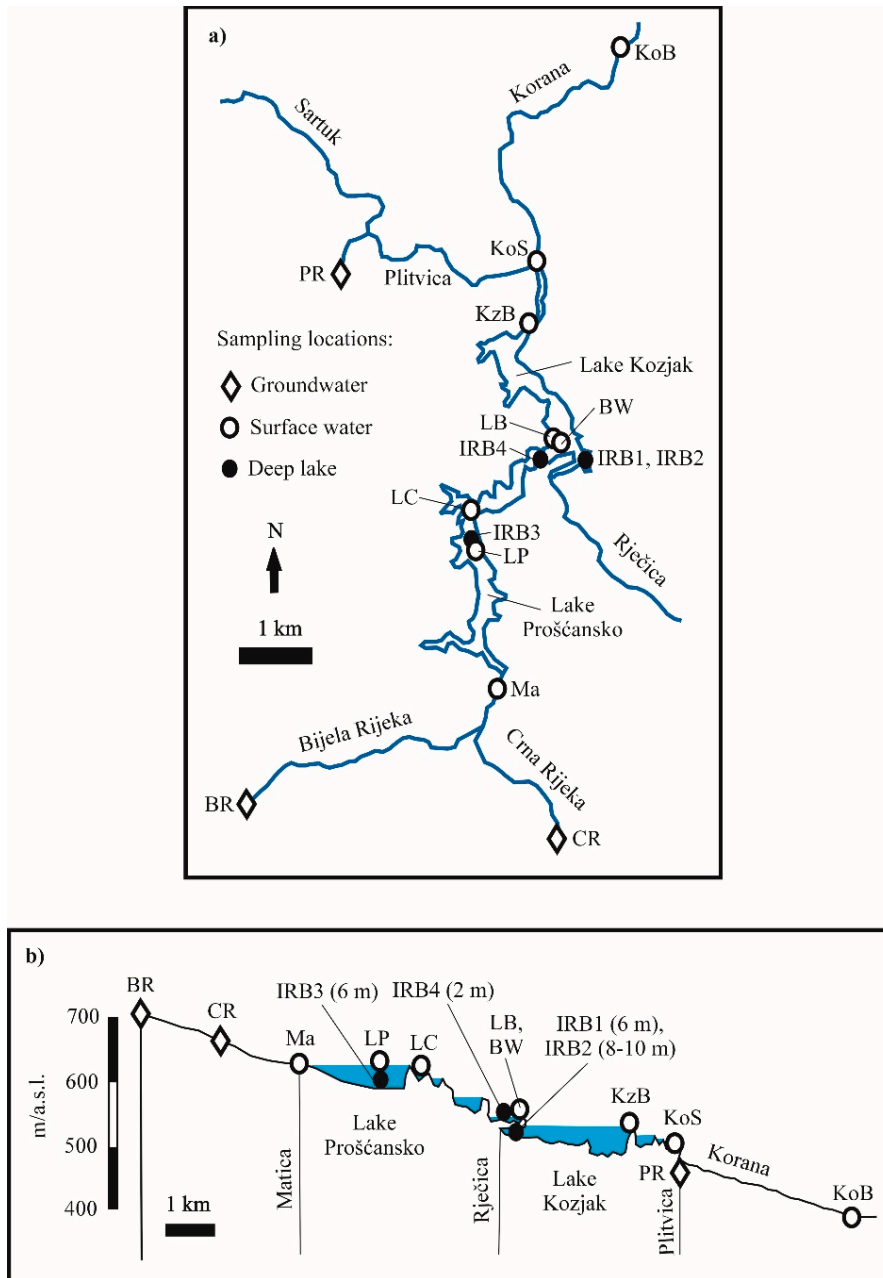 a)
KoB
Korana
Sartuk
KoS
PR
Plitvica
KzB
Sampling locations:
Lake Kozjak
Groundwater
LB
BW
Surface water
IRB4
IRB1, IRB2
Deep lake
LC
IRB3
N
LP
Rječica
Lake
Prošćansko
1 km
Ma
Bijela Rijeka
Crna Rijeka
BR
CR
b)
BR
IRB3 (6 m)
IRB4 (2 m)
CR
LB,
BW
IRB1 (6 m),
IRB2 (8-10 m)
700
Ma
LP
LC
KzB
600
KoS
m/a.s.l.
Lake
Prošćansko
Lake
Kozjak
500
PR
Korana
Matica
Rječica
Plitvica
400
KoB
1 km